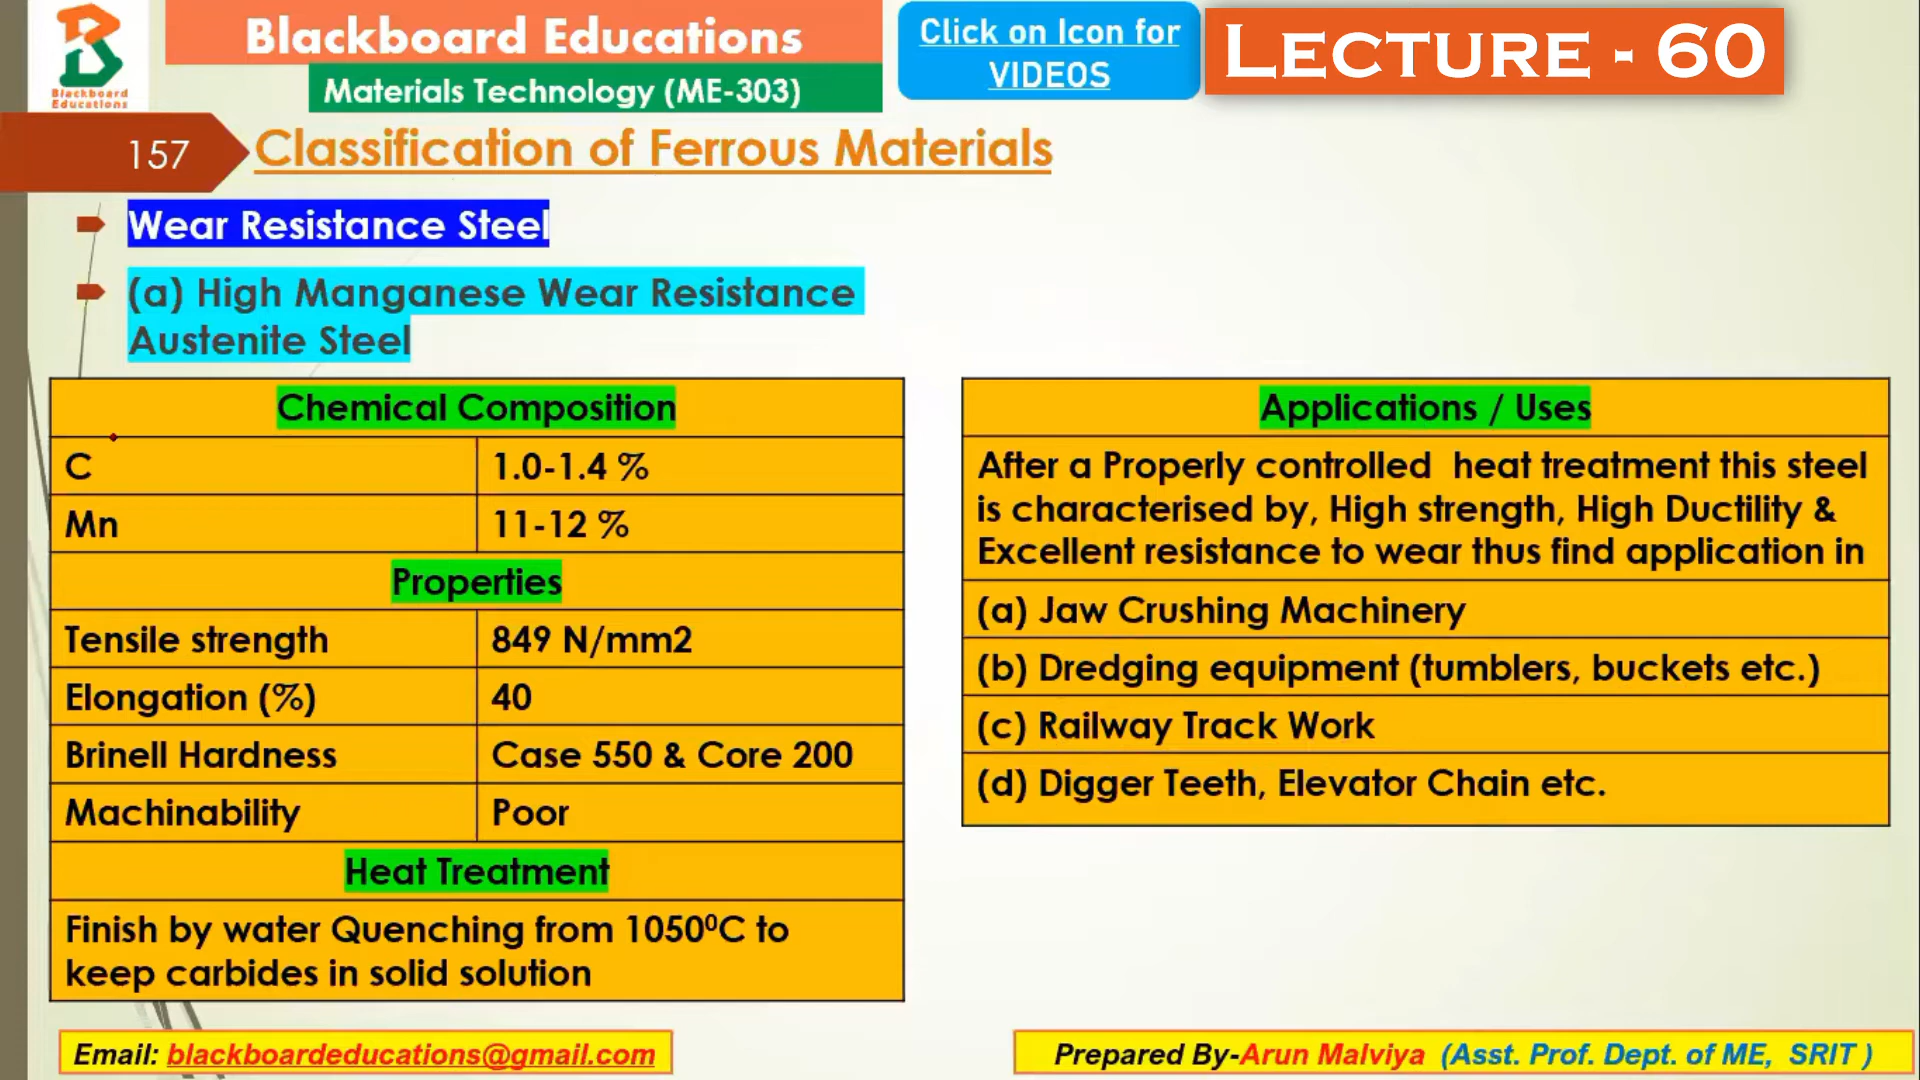 Blackboard
Educations
Blackboard Educations
Materials Technology (ME-303)
Click on Icon for
VIDEOS
LECTURE - 60
157
Classification of Ferrous Materials
Wear Resistance Steel
(a) High Manganese Wear Resistance
Austenite Steel
Chemical Composition
C 1.0-1.4 %
Mn 11-12 %
Properties
Tensile strength 849 N/mm2
Elongation (%) 40
Brinell Hardness Case 550 & Core 200
Machinability Poor
Heat Treatment
Finish by water Quenching from 1050⁰C to
keep carbides in solid solution
Applications / Uses
After a Properly controlled heat treatment this steel
is characterised by, High strength, High Ductility &
Excellent resistance to wear thus find application in
(a) Jaw Crushing Machinery
(b) Dredging equipment (tumblers, buckets etc.)
(c) Railway Track Work
(d) Digger Teeth, Elevator Chain etc.
Email: blackboardeducations@gmail.com
Prepared By-Arun Malviya (Asst. Prof. Dept. of ME, SRIT )